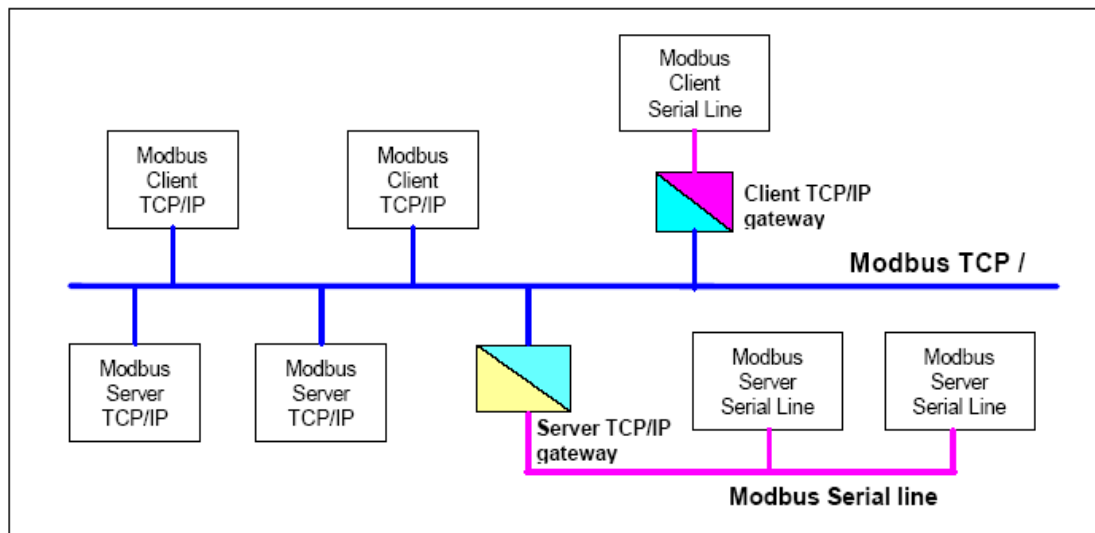 Modbus
Client
Serial Line
Modbus
Client
TCP/IP
Modbus
Client
TCP/IP
Client TCP/IP
gateway
Modbus TCP /
Modbus
Server
TCP/IP
Modbus
Server
TCP/IP
Modbus
Server
Serial Line
Modbus
Server
Serial Line
Server TCP/IP
gateway
Modbus Serial line